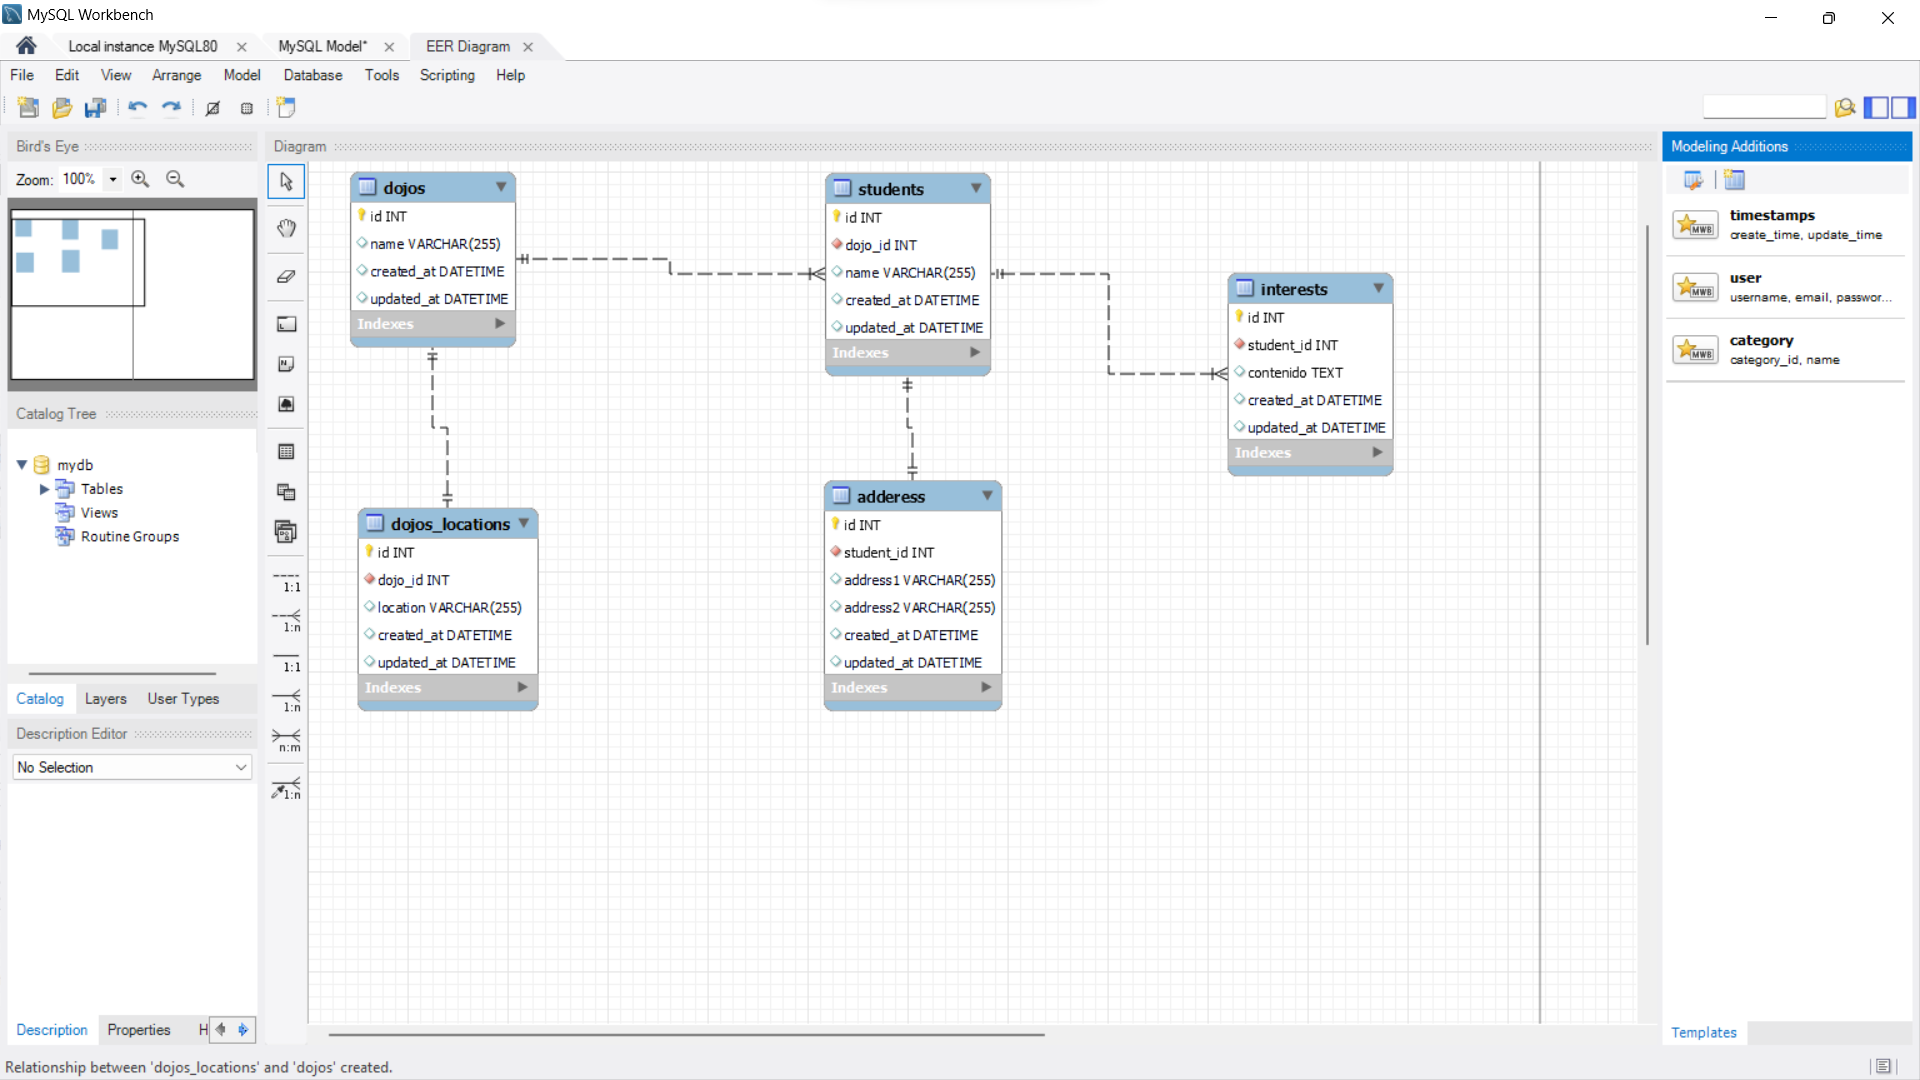 MySQL Workbench
Local instance MySQL80
MySQL Model*
EER Diagram
File Edit View Arrange Model Database Tools Scripting Help
Bird's Eye
Zoom: 100%
Catalog Tree
mydb
Tables
Views
Routine Groups
Catalog Layers User Types
Description Editor
No Selection
Description Properties H
Diagram
1:1
1:n
1:1
1:n
n:m
1:n
dojos
id INT
name VARCHAR(255)
created_at DATETIME
updated_at DATETIME
Indexes
students
id INT
dojo_id INT
name VARCHAR(255)
created_at DATETIME
updated_at DATETIME
Indexes
interests
id INT
student_id INT
contenido TEXT
created_at DATETIME
updated_at DATETIME
Indexes
dojos_locations
id INT
dojo_id INT
location VARCHAR(255)
created_at DATETIME
updated_at DATETIME
Indexes
adderess
id INT
student_id INT
address1 VARCHAR(255)
address2 VARCHAR(255)
created_at DATETIME
updated_at DATETIME
Indexes
Modeling Additions
MWB
timestamps
create_time, update_time
MWB
user
username, email, passwor...
MWB
category
category_id, name
Templates
Relationship between 'dojos_locations' and 'dojos' created.